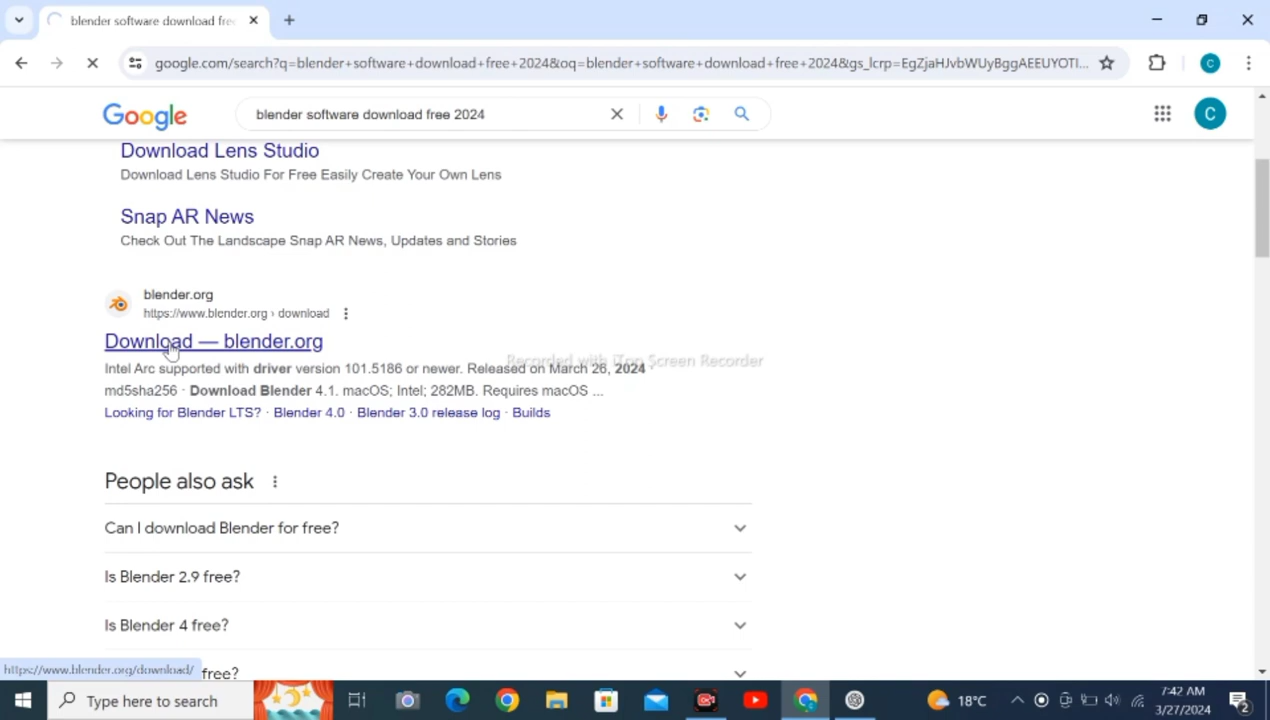 blender software download fre
google.com/search?q=blender+software+download+free+2024&oq=blender+software+download+free+2024&gs_lcrp=EgZjaHJvbWUyBggAEEUYOTI...
C
Google
blender software download free 2024
C
Download Lens Studio
Download Lens Studio For Free Easily Create Your Own Lens
Snap AR News
Check Out The Landscape Snap AR News, Updates and Stories
blender.org
https://www.blender.org › download
Download — blender.org
Recorded with iTop Screen Recorder
Intel Arc supported with driver version 101.5186 or newer. Released on March 26, 2024 ·
md5sha256 · Download Blender 4.1. macOS; Intel; 282MB. Requires macOS ...
Looking for Blender LTS? · Blender 4.0 · Blender 3.0 release log · Builds
People also ask
Can I download Blender for free?
Is Blender 2.9 free?
Is Blender 4 free?
https://www.blender.org/download/
free?
Type here to search
18°C
7:42 AM
3/27/2024
2